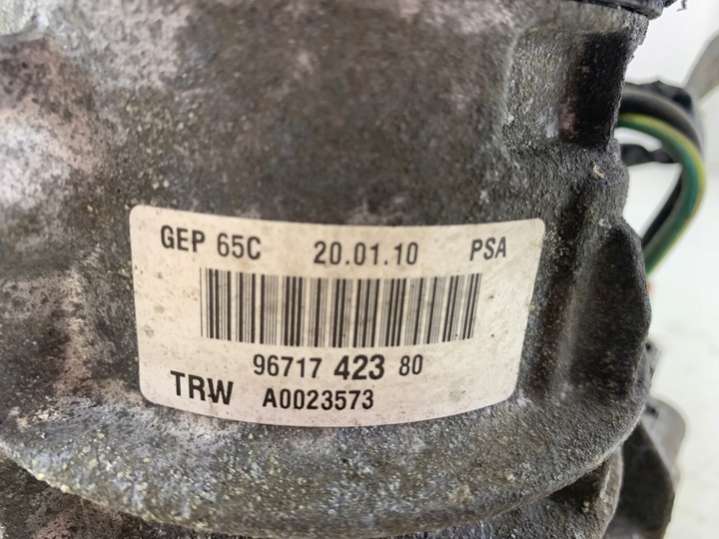 GEP 65C 20.01.10 PSA
96717 423 80
TRW A0023573